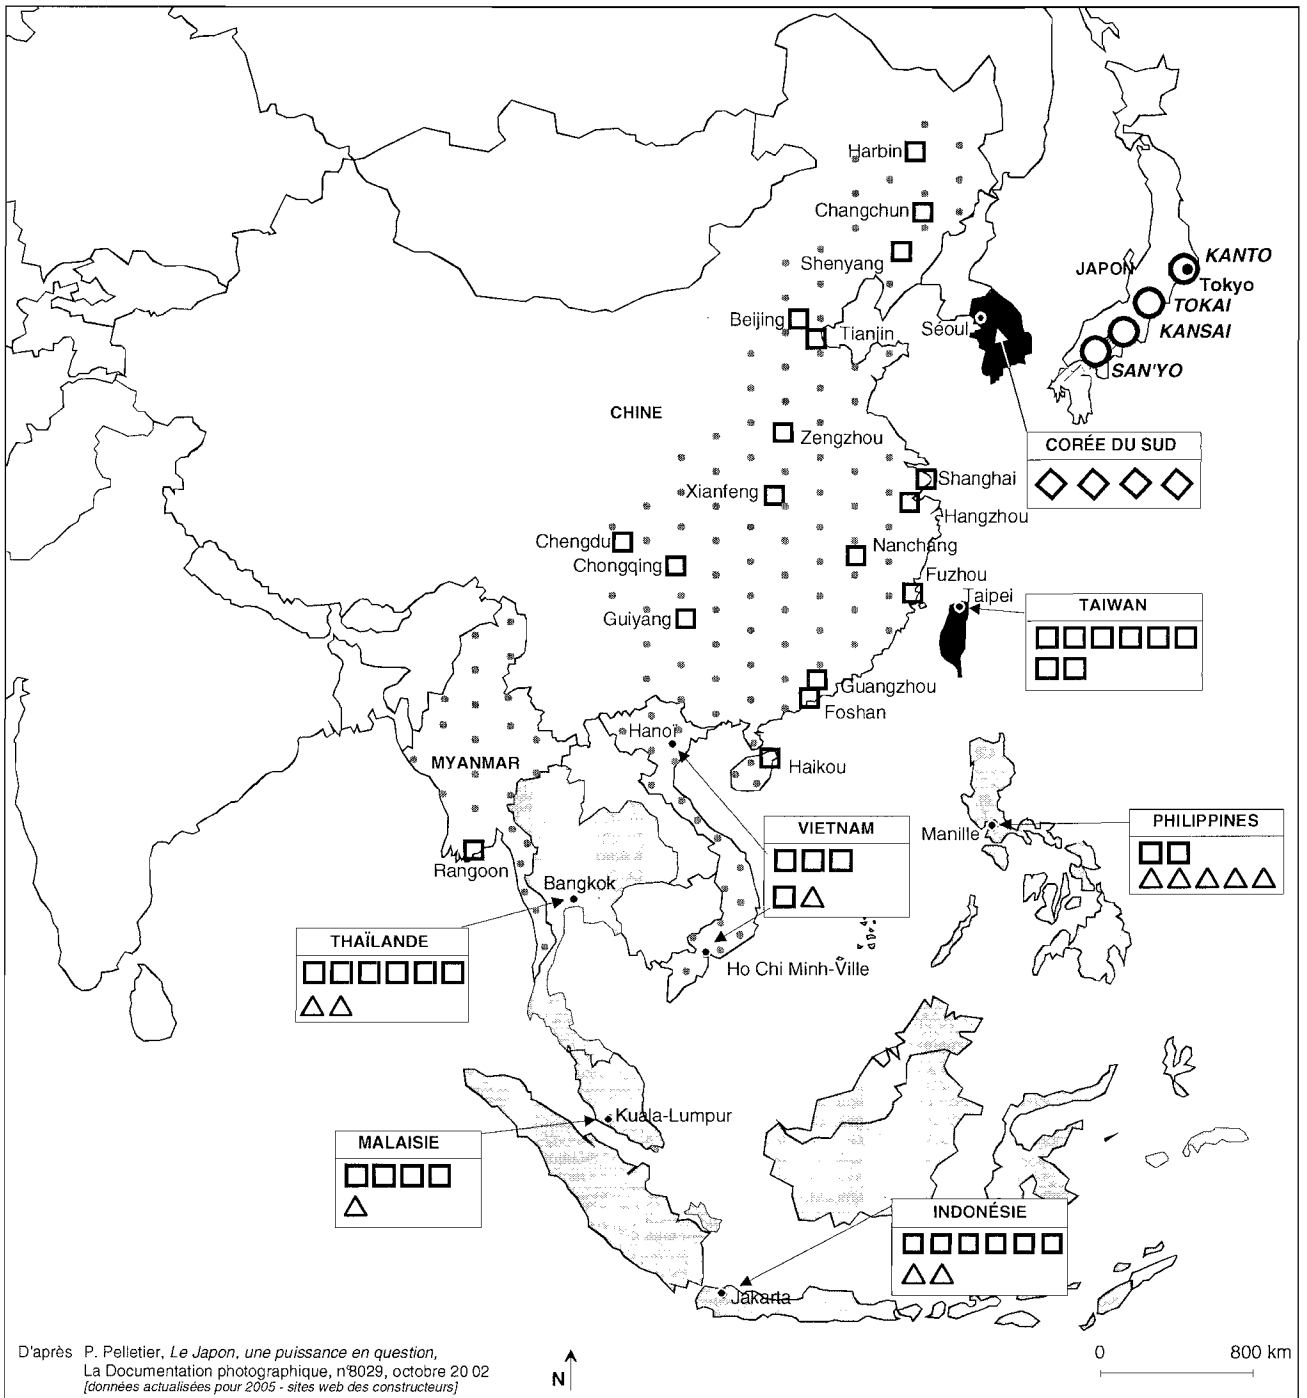 Harbin
Changchun
Shenyang
JAPON
KANTO
Tokyo
TOKAI
KANSAI
SAN'YO
Beijing
Tianjin
Séoul
CHINE
Zengzhou
CORÉE DU SUD
Xianfeng
Shanghai
Hangzhou
Chengdu
Chongqing
Nanchang
Fuzhou
Taipei
TAIWAN
Guiyang
Guangzhou
Foshan
Hanoï
Haikou
MYANMAR
Rangoon
VIETNAM
Manille
PHILIPPINES
Bangkok
THAÏLANDE
Ho Chi Minh-Ville
Kuala-Lumpur
MALAISIE
INDONÉSIE
Jakarta
D'après P. Pelletier, Le Japon, une puissance en question,
La Documentation photographique, n°8029, octobre 20 02
[données actualisées pour 2005 - sites web des constructeurs]
N
0 800 km